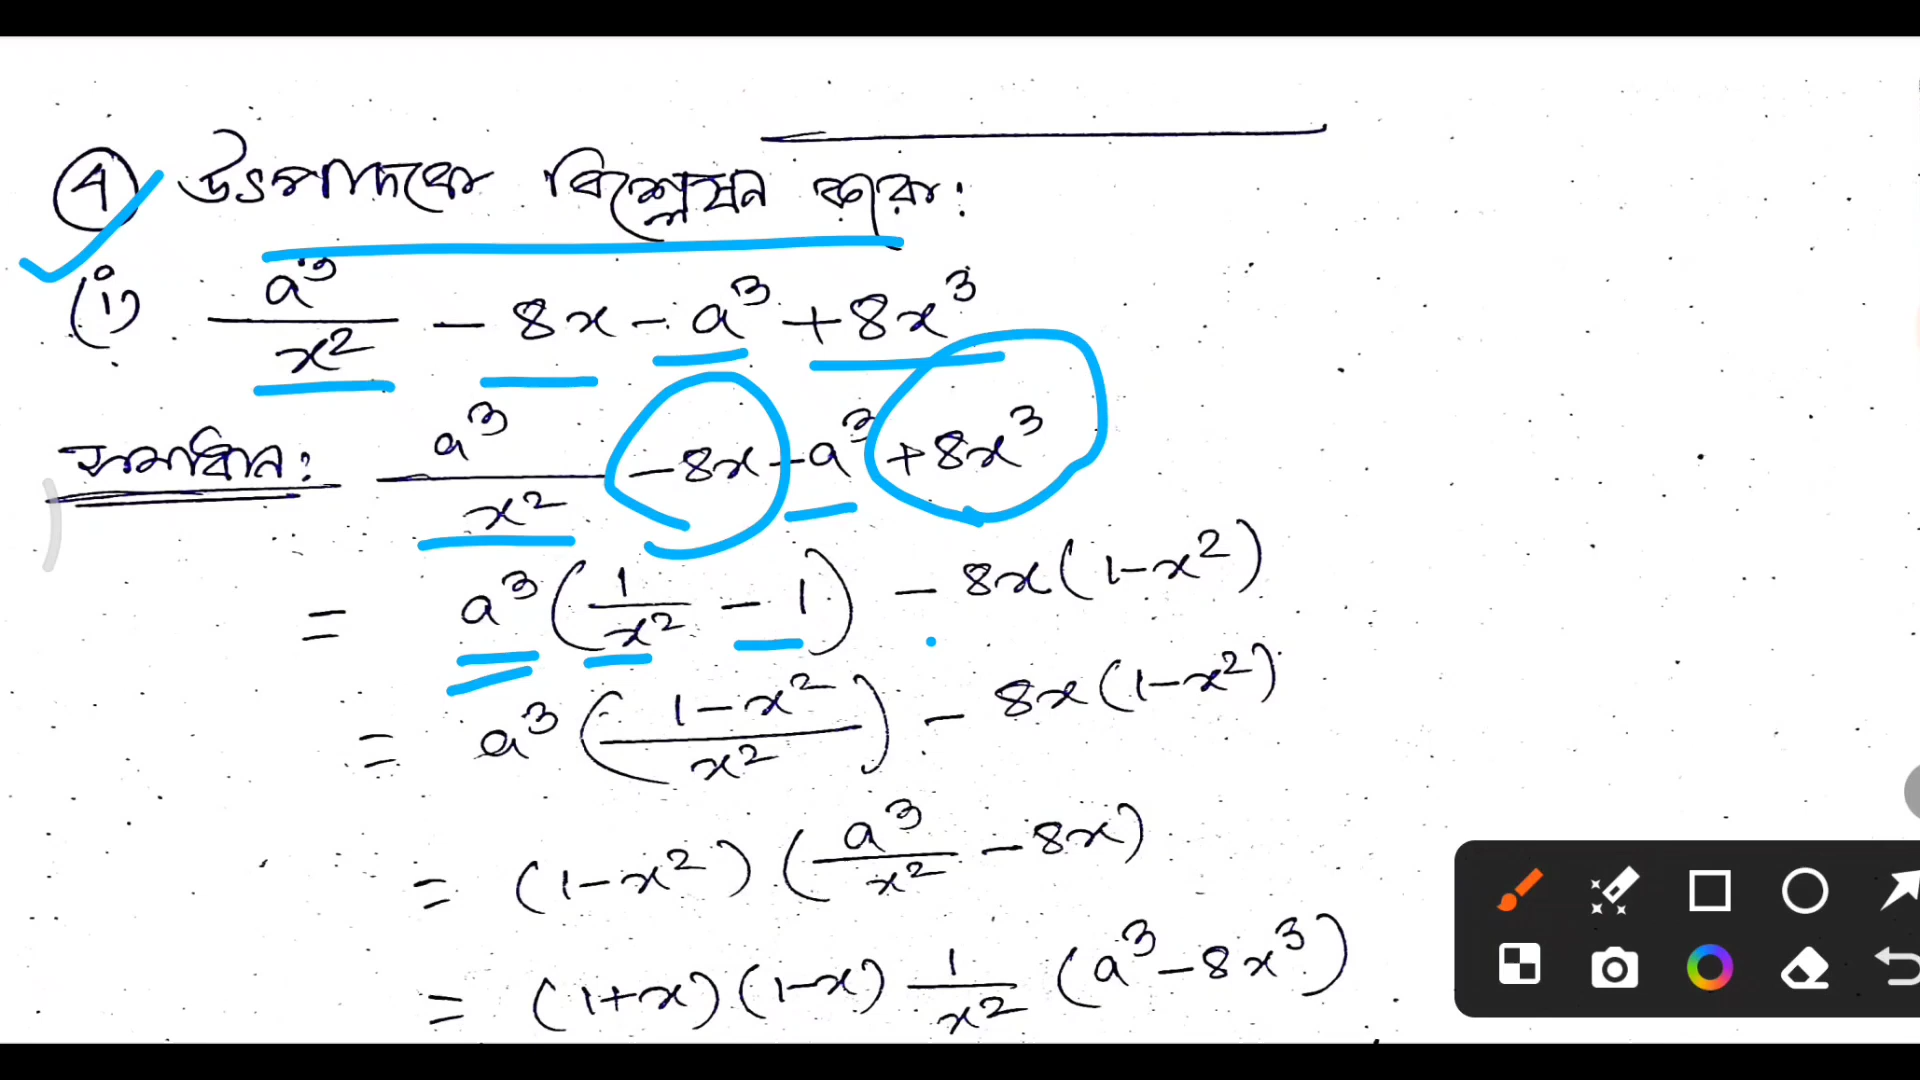 ৭ উৎপাদকে বিশ্লেষন করো:
(i) a³/x² - 8x - a³ + 8x³
সমাধান: a³/x² - 8x - a³ + 8x³
= a³(1/x² - 1) - 8x(1-x²)
= a³((1-x²)/x²) - 8x(1-x²)
= (1-x²)(a³/x² - 8x)
= (1+x)(1-x) 1/x² (a³-8x³)